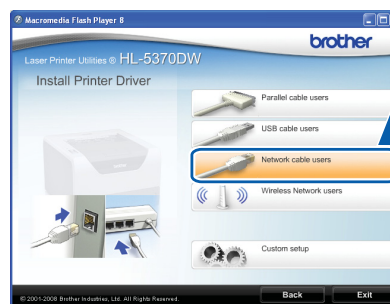 Macromedia Flash Player 8
brother
Laser Printer Utilities ® HL-5370DW
Install Printer Driver
Parallel cable users
USB cable users
Network cable users
Wireless Network users
Custom setup
© 2001-2008 Brother Industries, Ltd. All Rights Reserved.
Back
Exit